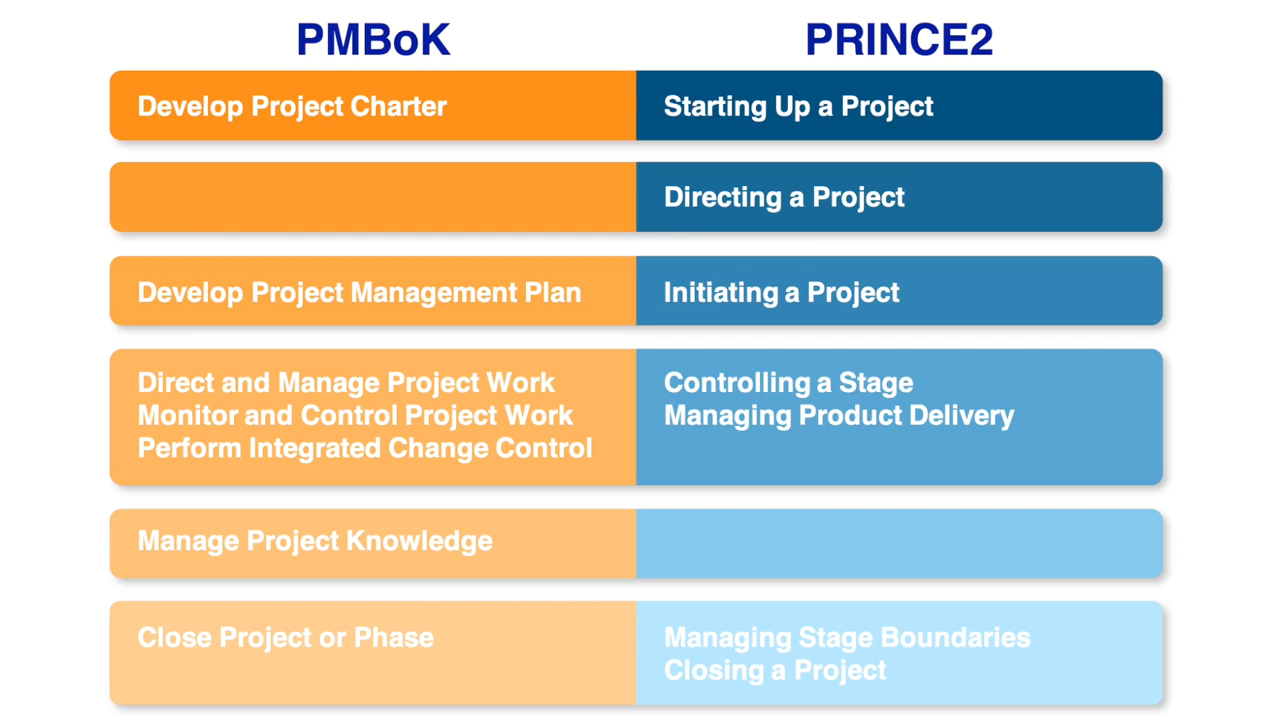 PMBoK PRINCE2
Develop Project Charter Starting Up a Project
Directing a Project
Develop Project Management Plan Initiating a Project
Direct and Manage Project Work Controlling a Stage
Monitor and Control Project Work Managing Product Delivery
Perform Integrated Change Control
Manage Project Knowledge
Close Project or Phase Managing Stage Boundaries
Closing a Project